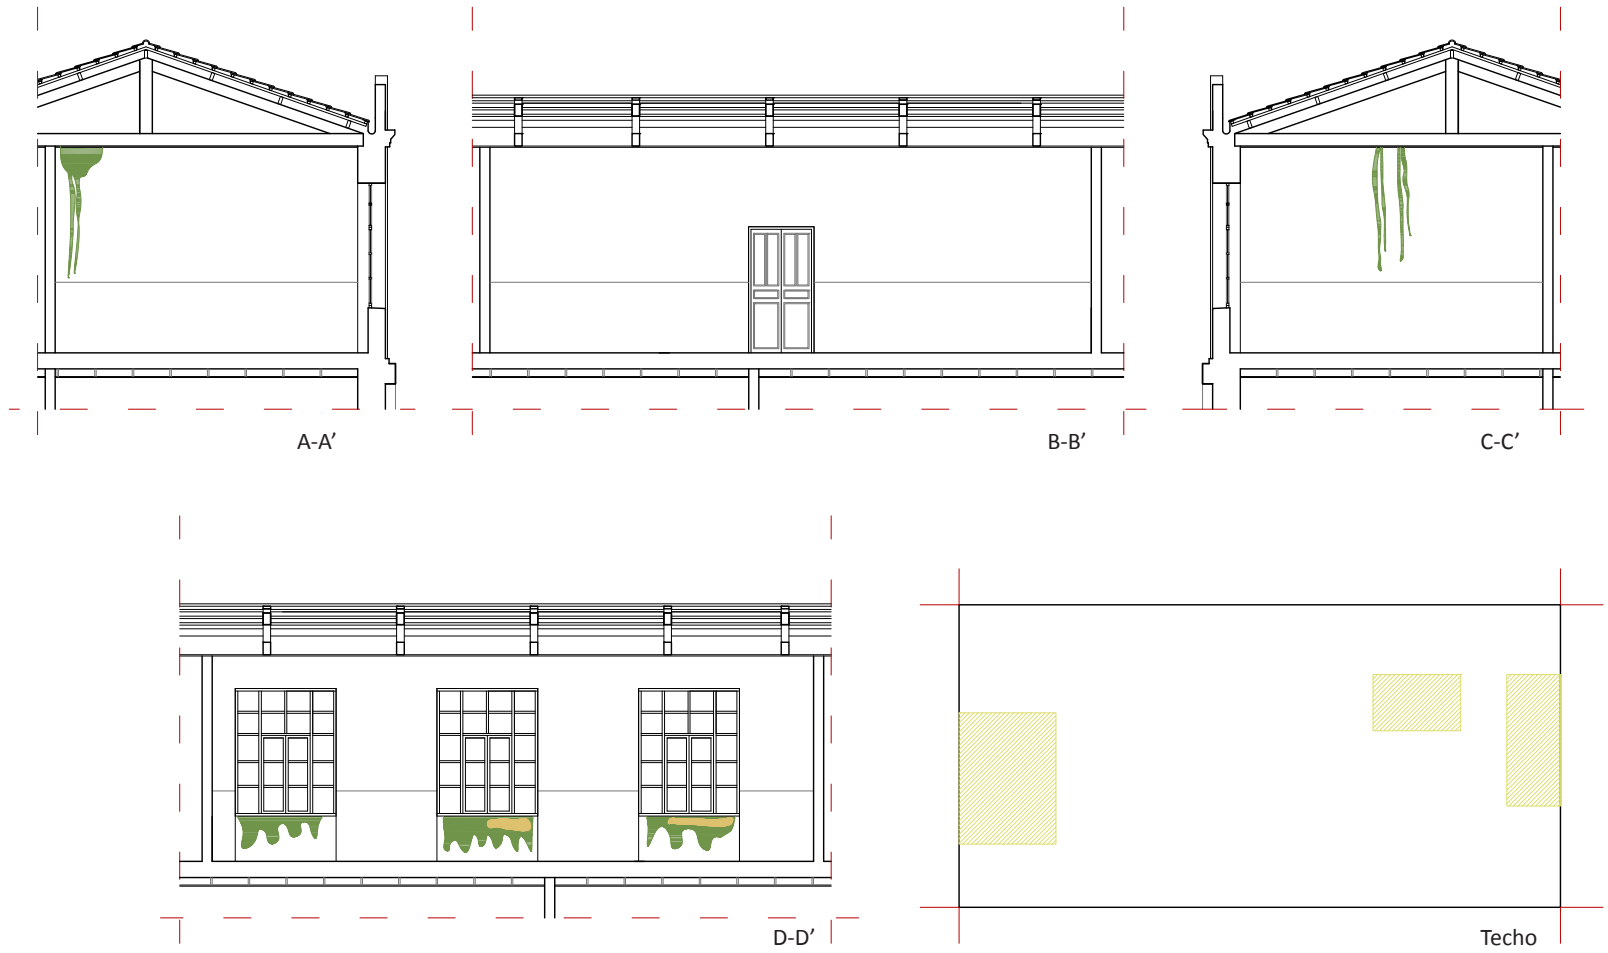 A-A’
B-B’
C-C’
D-D’
Techo